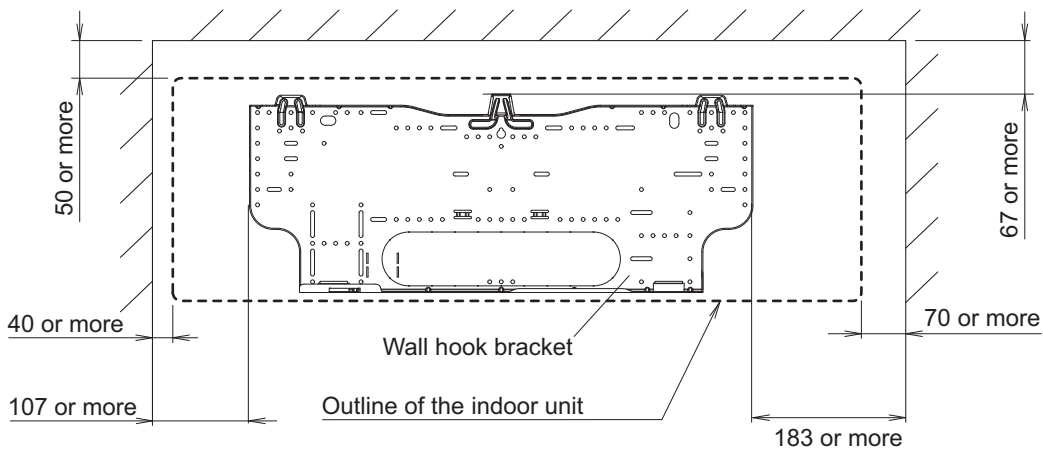 50 or more
67 or more
40 or more
70 or more
Wall hook bracket
107 or more
Outline of the indoor unit
183 or more